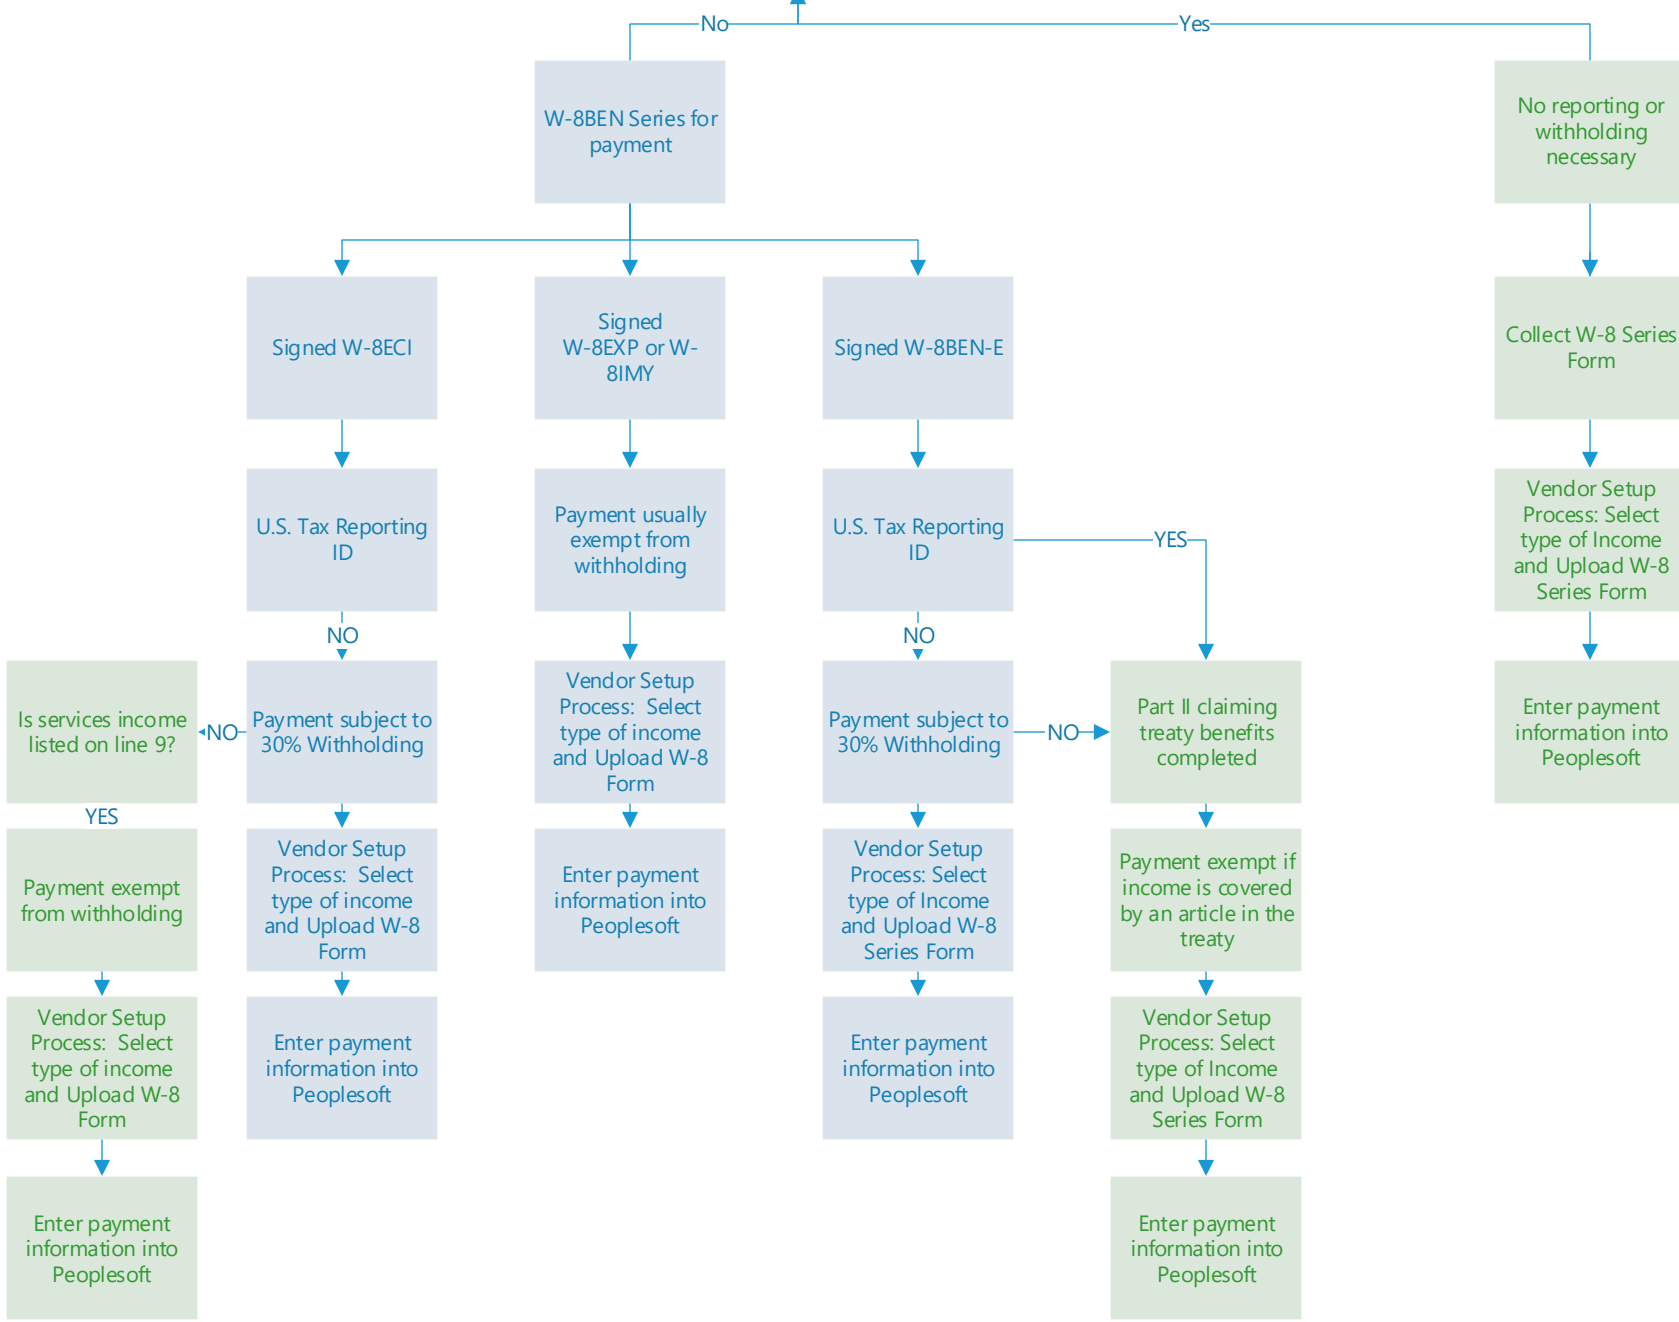 No
Yes
W-8BEN Series for
payment
No reporting or
withholding
necessary
Signed W-8ECI
Signed
W-8EXP or W-
8IMY
Signed W-8BEN-E
Collect W-8 Series
Form
U.S. Tax Reporting
ID
Payment usually
exempt from
withholding
U.S. Tax Reporting
ID
YES
Vendor Setup
Process: Select
type of Income
and Upload W-8
Series Form
NO
NO
Is services income
listed on line 9?
NO
Payment subject to
30% Withholding
Vendor Setup
Process:  Select
type of income
and Upload W-8
Form
Payment subject to
30% Withholding
NO
Part II claiming
treaty benefits
completed
Enter payment
information into
Peoplesoft
YES
Payment exempt
from withholding
Vendor Setup
Process:  Select
type of income
and Upload W-8
Form
Enter payment
information into
Peoplesoft
Vendor Setup
Process: Select
type of Income
and Upload W-8
Series Form
Payment exempt if
income is covered
by an article in the
treaty
Vendor Setup
Process:  Select
type of income
and Upload W-8
Form
Enter payment
information into
Peoplesoft
Enter payment
information into
Peoplesoft
Vendor Setup
Process: Select
type of Income
and Upload W-8
Series Form
Enter payment
information into
Peoplesoft
Enter payment
information into
Peoplesoft